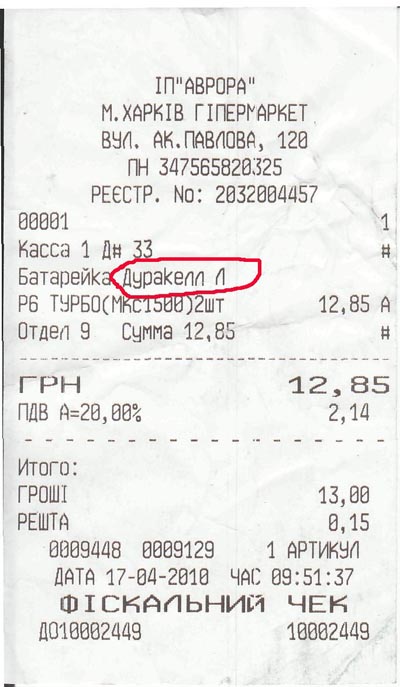 ІП"АВРОРА"
М.ХАРКІВ ГІПЕРМАРКЕТ
ВУЛ. АК.ПАВЛОВА, 120
ПН 347565820325
РЕЄСТР. No: 2032004457
00001 1
Касса 1 Д# 33 #
Батарейка Дуракелл Л
Р6 ТУРБО(МКС1500)2шт 12,85 А
Отдел 9 Сумма 12,85 #
ГРН 12,85
ПДВ А=20,00% 2,14
Итого:
ГРОШІ 13,00
РЕШТА 0,15
0009448 0009129 1 АРТИКУЛ
ДАТА 17-04-2010 ЧАС 09:51:37
ФІСКАЛЬНИЙ ЧЕК
ДО10002449 10002449